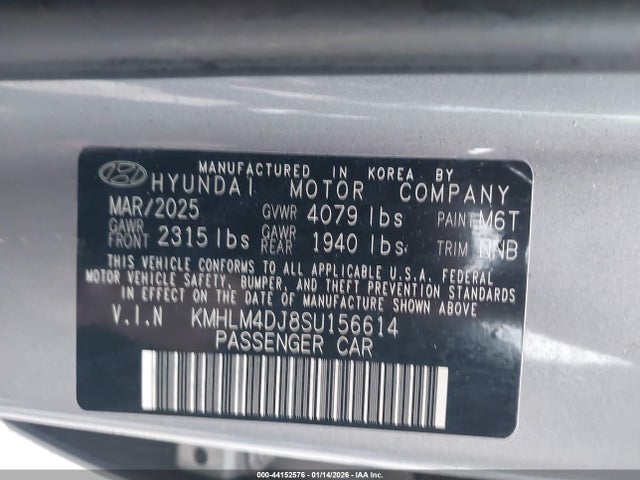 MANUFACTURED IN KOREA BY
HYUNDAI MOTOR COMPANY
MAR/2025 GVWR 4079 lbs PAINT M6T
GAWR FRONT 2315 lbs GAWR REAR 1940 lbs TRIM NNB
THIS VEHICLE CONFORMS TO ALL APPLICABLE U.S.A. FEDERAL
MOTOR VEHICLE SAFETY, BUMPER, AND THEFT PREVENTION
STANDARDS IN EFFECT ON THE DATE OF MANUFACTURE SHOWN ABOVE
V.I.N KMHLM4DJ8SU156614
PASSENGER CAR
000-44152576 - 01/14/2026 - IAA Inc.